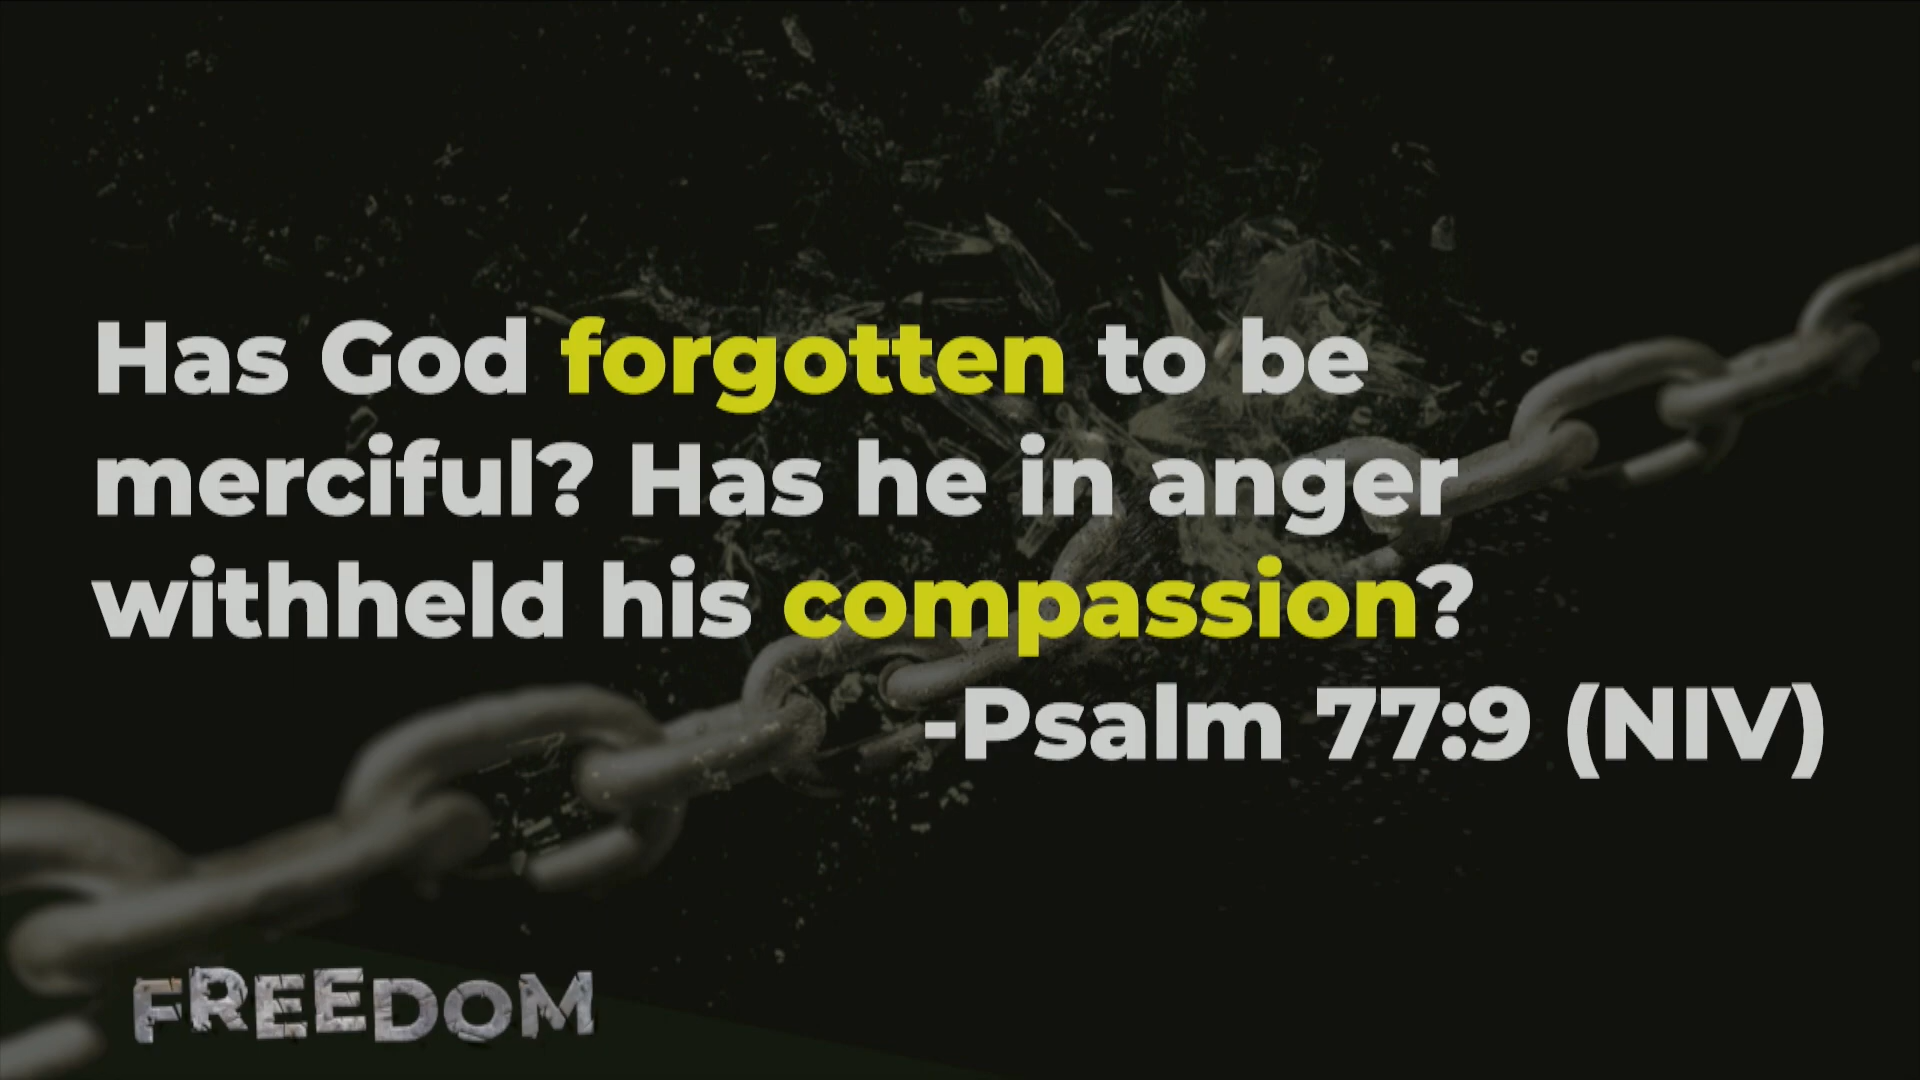 Has God forgotten to be
merciful? Has he in anger
withheld his compassion?
-Psalm 77:9 (NIV)
FREEDOM